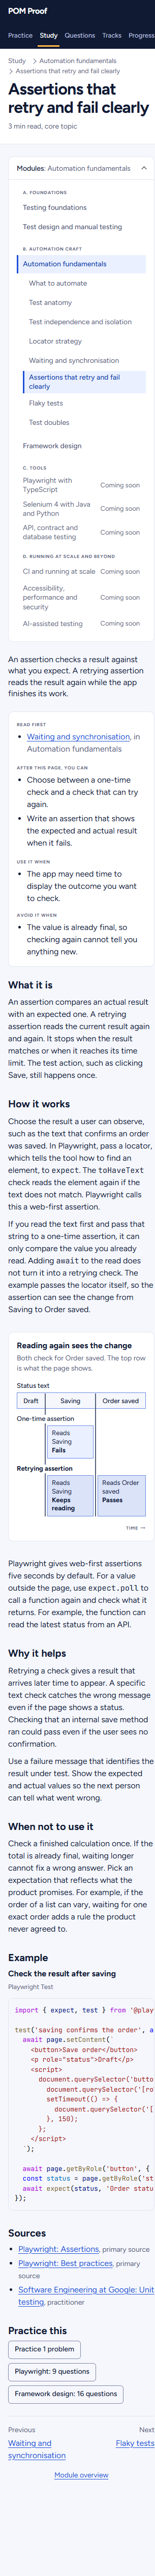 POM Proof
Practice Study Questions Tracks Progress
Study > Automation fundamentals
> Assertions that retry and fail clearly
Assertions that
retry and fail clearly
3 min read, core topic
Modules: Automation fundamentals
A. FOUNDATIONS
Testing foundations
Test design and manual testing
B. AUTOMATION CRAFT
Automation fundamentals
What to automate
Test anatomy
Test independence and isolation
Locator strategy
Waiting and synchronisation
Assertions that retry and fail
clearly
Flaky tests
Test doubles
Framework design
C. TOOLS
Playwright with
TypeScript
Coming soon
Selenium 4 with Java
and Python
Coming soon
API, contract and
database testing
Coming soon
D. RUNNING AT SCALE AND BEYOND
CI and running at scale Coming soon
Accessibility,
performance and
security
Coming soon
AI-assisted testing Coming soon
An assertion checks a result against
what you expect. A retrying assertion
reads the result again while the app
finishes its work.
READ FIRST
• Waiting and synchronisation, in
Automation fundamentals
AFTER THIS PAGE, YOU CAN
• Choose between a one-time
check and a check that can try
again.
• Write an assertion that shows
the expected and actual result
when it fails.
USE IT WHEN
• The app may need time to
display the outcome you want
to check.
AVOID IT WHEN
• The value is already final, so
checking again cannot tell you
anything new.
What it is
An assertion compares an actual result
with an expected one. A retrying
assertion reads the current result again
and again. It stops when the result
matches or when it reaches its time
limit. The test action, such as clicking
Save, still happens once.
How it works
Choose the result a user can observe,
such as the text that confirms an order
was saved. In Playwright, pass a locator,
which tells the tool how to find an
element, to expect. The toHaveText
check reads the element again if the
text does not match. Playwright calls
this a web-first assertion.
If you read the text first and pass that
string to a one-time assertion, it can
only compare the value you already
read. Adding await to the read does
not turn it into a retrying check. The
example passes the locator itself, so the
assertion can see the change from
Saving to Order saved.
Reading again sees the change
Both check for Order saved. The top row
is what the page shows.
Status text
Draft Saving Order saved
One-time assertion
Reads
Saving
Fails
Retrying assertion
Reads
Saving
Keeps
reading
Reads Order
saved
Passes
TIME →
Playwright gives web-first assertions
five seconds by default. For a value
outside the page, use expect.poll to
call a function again and check what it
returns. For example, the function can
read the latest status from an API.
Why it helps
Retrying a check gives a result that
arrives later time to appear. A specific
text check catches the wrong message
even if the page shows a status.
Checking that an internal save method
ran could pass even if the user sees no
confirmation.
Use a failure message that identifies the
result under test. Show the expected
and actual values so the next person
can tell what went wrong.
When not to use it
Check a finished calculation once. If the
total is already final, waiting longer
cannot fix a wrong answer. Pick an
expectation that reflects what the
product promises. For example, if the
order of a list can vary, waiting for one
exact order adds a rule the product
never agreed to.
Example
Check the result after saving
Playwright Test
import { expect, test } from '@play
test('saving confirms the order', a
await page.setContent(`
<button>Save order</button>
<p role="status">Draft</p>
<script>
document.querySelector('butto
document.querySelector('[ro
setTimeout(() => {
document.querySelector('[
}, 150);
};
</script>
`);
await page.getByRole('button', {
const status = page.getByRole('st
await expect(status, 'Order statu
});
Sources
• Playwright: Assertions, primary source
• Playwright: Best practices, primary
source
• Software Engineering at Google: Unit
testing, practitioner
Practice this
Practice 1 problem
Playwright: 9 questions
Framework design: 16 questions
Previous
Waiting and
synchronisation
Next
Flaky tests
Module overview